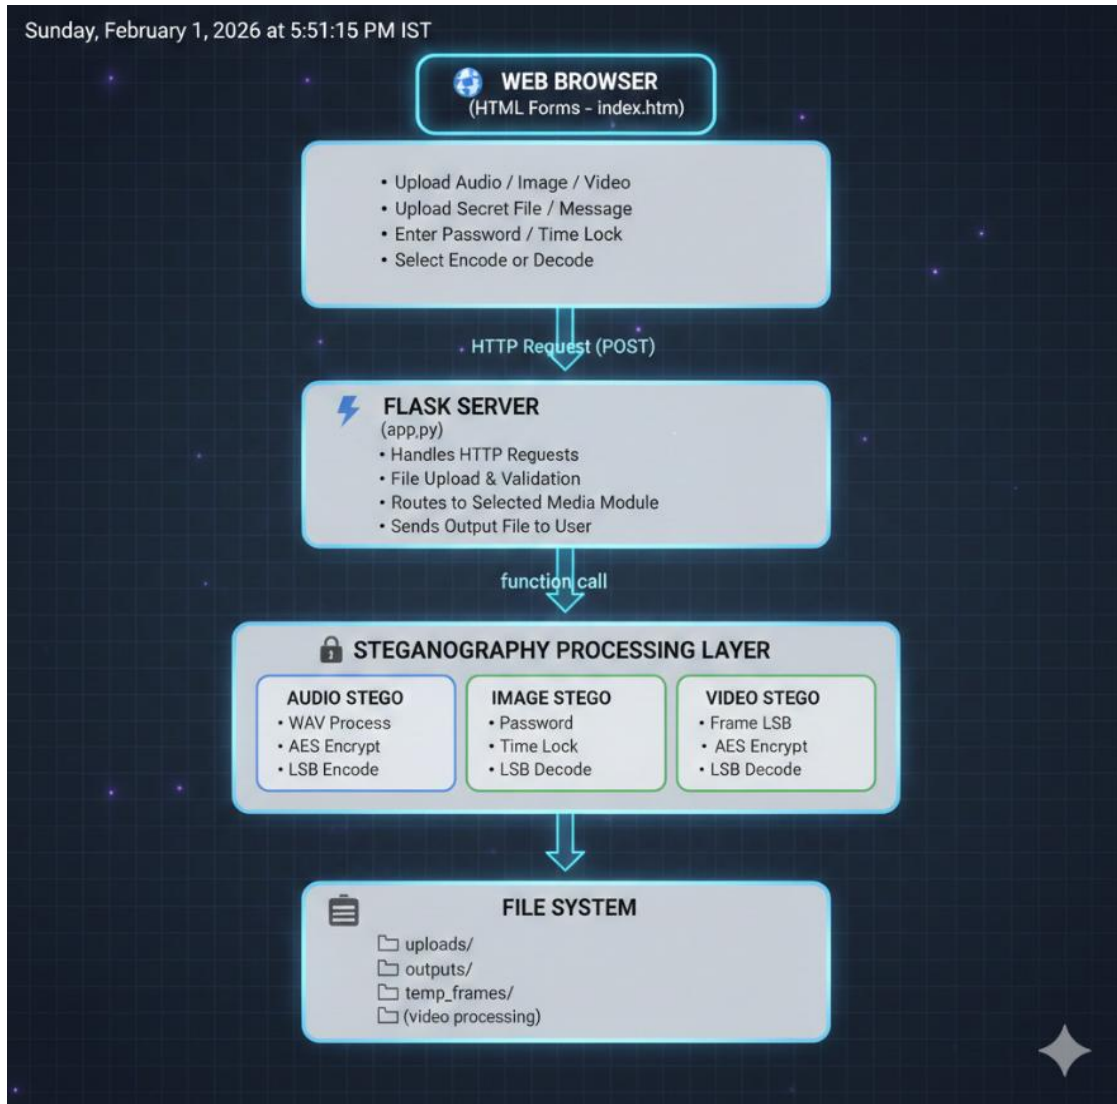 Sunday, February 1, 2026 at 5:51:15 PM IST
WEB BROWSER
(HTML Forms - index.htm)
• Upload Audio / Image / Video
• Upload Secret File / Message
• Enter Password / Time Lock
• Select Encode or Decode
HTTP Request (POST)
FLASK SERVER
(app,py)
• Handles HTTP Requests
• File Upload & Validation
• Routes to Selected Media Module
• Sends Output File to User
function call
STEGANOGRAPHY PROCESSING LAYER
AUDIO STEGO
• WAV Process
• AES Encrypt
• LSB Encode
IMAGE STEGO
• Password
• Time Lock
• LSB Decode
VIDEO STEGO
• Frame LSB
• AES Encrypt
• LSB Decode
FILE SYSTEM
uploads/
outputs/
temp_frames/
(video processing)